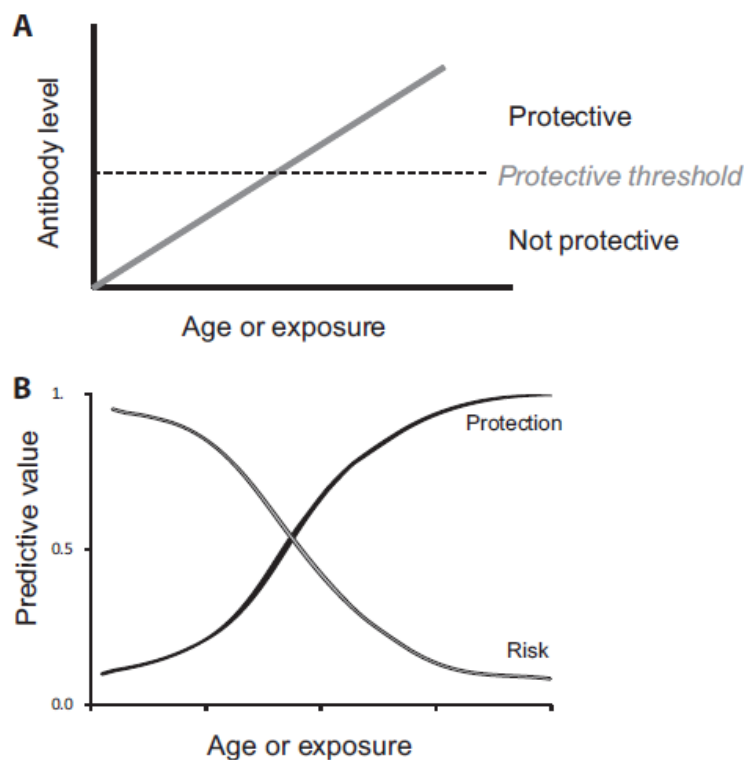 A
Antibody level
Protective
Protective threshold
Not protective
Age or exposure
B
Predictive value
1.
0.5
0.0
Protection
Risk
Age or exposure